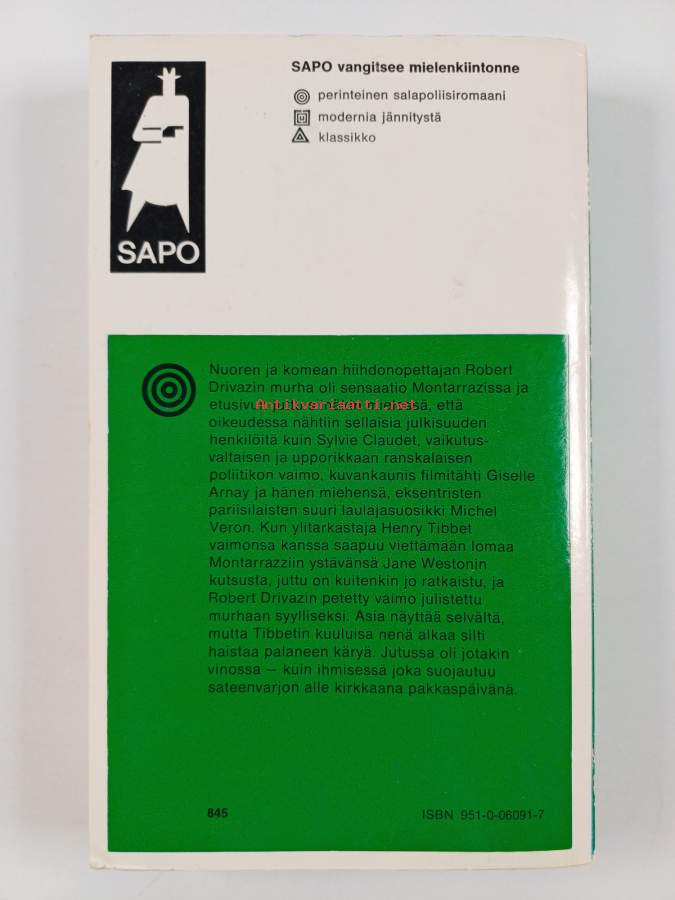 SAPO vangitsee mielenkiintonne
perinteinen salapoliisiromaani
modernia jännitystä
klassikko
SAPO
Nuoren ja komean hiihdonopettajan Robert
Drivazin murha oli sensaatio Montarrazissa ja
etusivun
Antikvariaatti.net
että
oikeudessa nähtiin sellaisia julkisuuden
henkilöitä kuin Sylvie Claudet, vaikutus-
valtaisen ja upporikkaan ranskalaisen
poliitikon vaimo, kuvankaunis filmitähti Giselle
Arnay ja hänen miehensä, eksentristen
pariisilaisten suuri laulajasuosikki Michel
Veron. Kun ylitarkastaja Henry Tibbet
vaimonsa kanssa saapuu viettämään lomaa
Montarrazziin ystävänsä Jane Westonin
kutsusta, juttu on kuitenkin jo ratkaistu, ja
Robert Drivazin petetty vaimo julistettu
murhaan syylliseksi. Asia näyttää selvältä,
mutta Tibbetin kuuluisa nenä alkaa silti
haistaa palaneen käryä. Jutussa oli jotakin
vinossa – kuin ihmisessä joka suojautuu
sateenvarjon alle kirkkaana pakkaspäivänä.
845
ISBN 951-0-06091-7